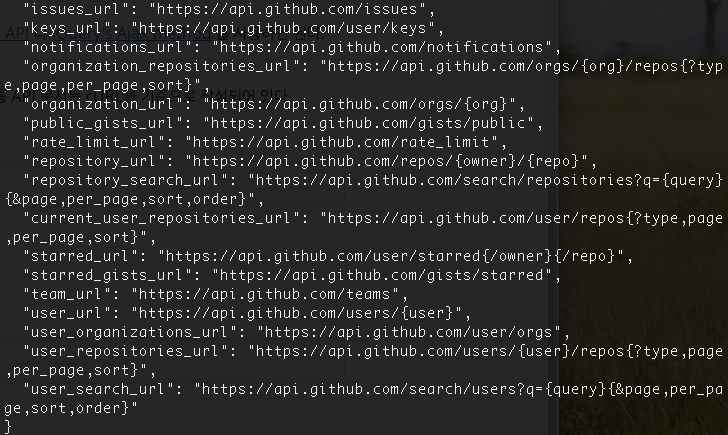 "issues_url": "https://api.github.com/issues",
"keys_url": "https://api.github.com/user/keys",
"notifications_url": "https://api.github.com/notifications",
"organization_repositories_url": "https://api.github.com/orgs/{org}/repos{?typ
e,page,per_page,sort}",
"organization_url": "https://api.github.com/orgs/{org}",
"public_gists_url": "https://api.github.com/gists/public",
"rate_limit_url": "https://api.github.com/rate_limit",
"repository_url": "https://api.github.com/repos/{owner}/{repo}",
"repository_search_url": "https://api.github.com/search/repositories?q={query}
{&page,per_page,sort,order}",
"current_user_repositories_url": "https://api.github.com/user/repos{?type,page
,per_page,sort}",
"starred_url": "https://api.github.com/user/starred{/owner}{/repo}",
"starred_gists_url": "https://api.github.com/gists/starred",
"team_url": "https://api.github.com/teams",
"user_url": "https://api.github.com/users/{user}",
"user_organizations_url": "https://api.github.com/user/orgs",
"user_repositories_url": "https://api.github.com/users/{user}/repos{?type,page
,per_page,sort}",
"user_search_url": "https://api.github.com/search/users?q={query}{&page,per_pa
ge,sort,order}"
}